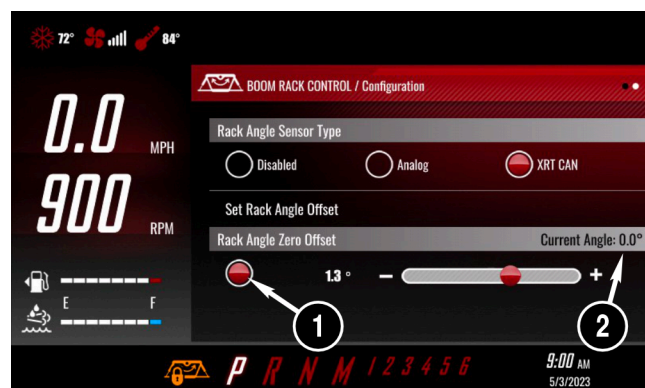 72° 84°
BOOM RACK CONTROL / Configuration
0.0 MPH
Rack Angle Sensor Type
Disabled Analog XRT CAN
900 RPM
Set Rack Angle Offset
Rack Angle Zero Offset Current Angle: 0.0°
1.3 ° − +
E F
1 2
P R N M 1 2 3 4 5 6
9:00 AM
5/3/2023